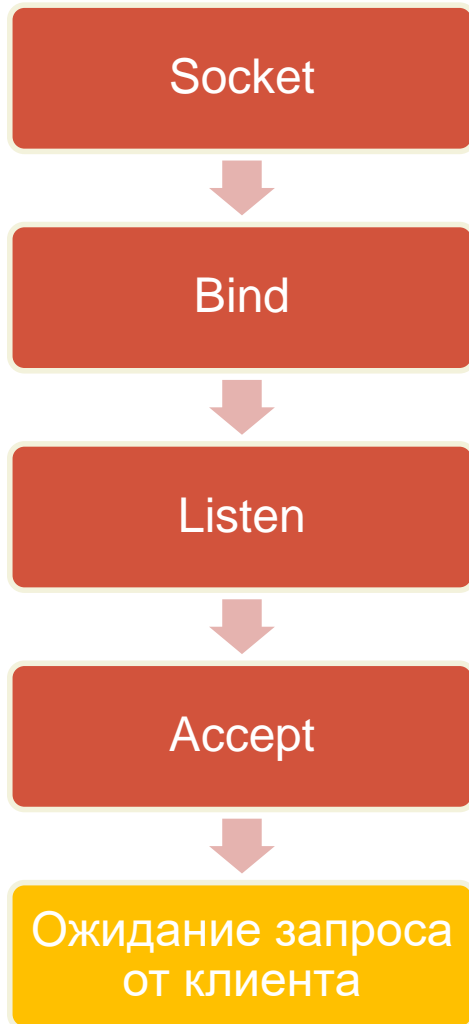 Socket
Bind
Listen
Accept
Ожидание запроса
от клиента